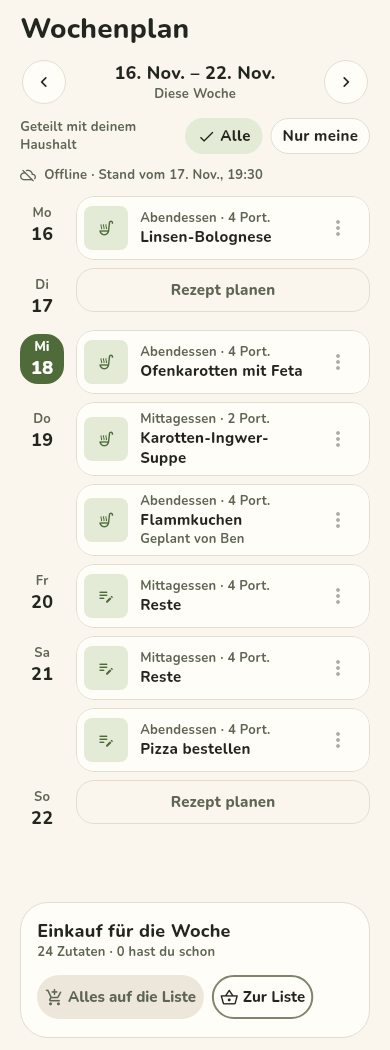 Wochenplan
16. Nov. – 22. Nov.
Diese Woche
Geteilt mit deinem
Haushalt
Alle
Nur meine
Offline · Stand vom 17. Nov., 19:30
Mo
16
Abendessen · 4 Port.
Linsen-Bolognese
Di
17
Rezept planen
Mi
18
Abendessen · 4 Port.
Ofenkarotten mit Feta
Do
19
Mittagessen · 2 Port.
Karotten-Ingwer-
Suppe
Abendessen · 4 Port.
Flammkuchen
Geplant von Ben
Fr
20
Mittagessen · 4 Port.
Reste
Sa
21
Mittagessen · 4 Port.
Reste
Abendessen · 4 Port.
Pizza bestellen
So
22
Rezept planen
Einkauf für die Woche
24 Zutaten · 0 hast du schon
Alles auf die Liste
Zur Liste